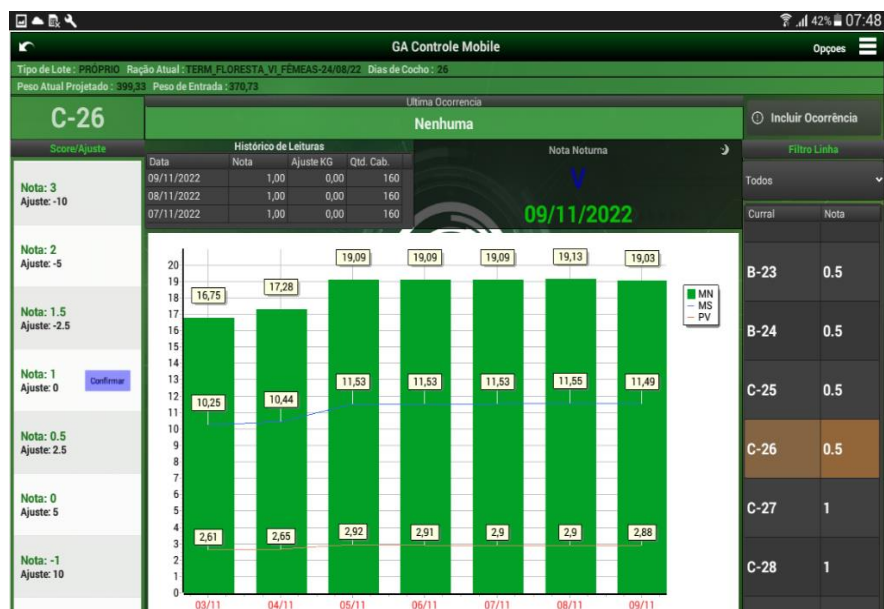 42% 07:48
GA Controle Mobile
Opçoes
Tipo de Lote : PRÓPRIO Ração Atual : TERM_FLORESTA_VI_FÊMEAS-24/08/22 Dias de Cocho : 26
Peso Atual Projetado : 399,33 Peso de Entrada : 370,73
C-26
Ultima Ocorrencia
Nenhuma
Incluir Ocorrência
Score/Ajuste
Nota: 3
Ajuste: -10
Nota: 2
Ajuste: -5
Nota: 1.5
Ajuste: -2.5
Nota: 1
Ajuste: 0
Confirmar
Nota: 0.5
Ajuste: 2.5
Nota: 0
Ajuste: 5
Nota: -1
Ajuste: 10
Histórico de Leituras
Data Nota Ajuste KG Qtd. Cab.
09/11/2022 1,00 0,00 160
08/11/2022 1,00 0,00 160
07/11/2022 1,00 0,00 160
Nota Noturna
V
09/11/2022
20
19
18
17
16
15
14
13
12
11
10
9
8
7
6
5
4
3
2
1
0
16,75 17,28 19,09 19,09 19,09 19,13 19,03
10,25 10,44 11,53 11,53 11,53 11,55 11,49
2,61 2,65 2,92 2,91 2,9 2,9 2,88
03/11 04/11 05/11 06/11 07/11 08/11 09/11
MN
MS
PV
Filtro Linha
Todos
Curral Nota
B-23 0.5
B-24 0.5
C-25 0.5
C-26 0.5
C-27 1
C-28 1